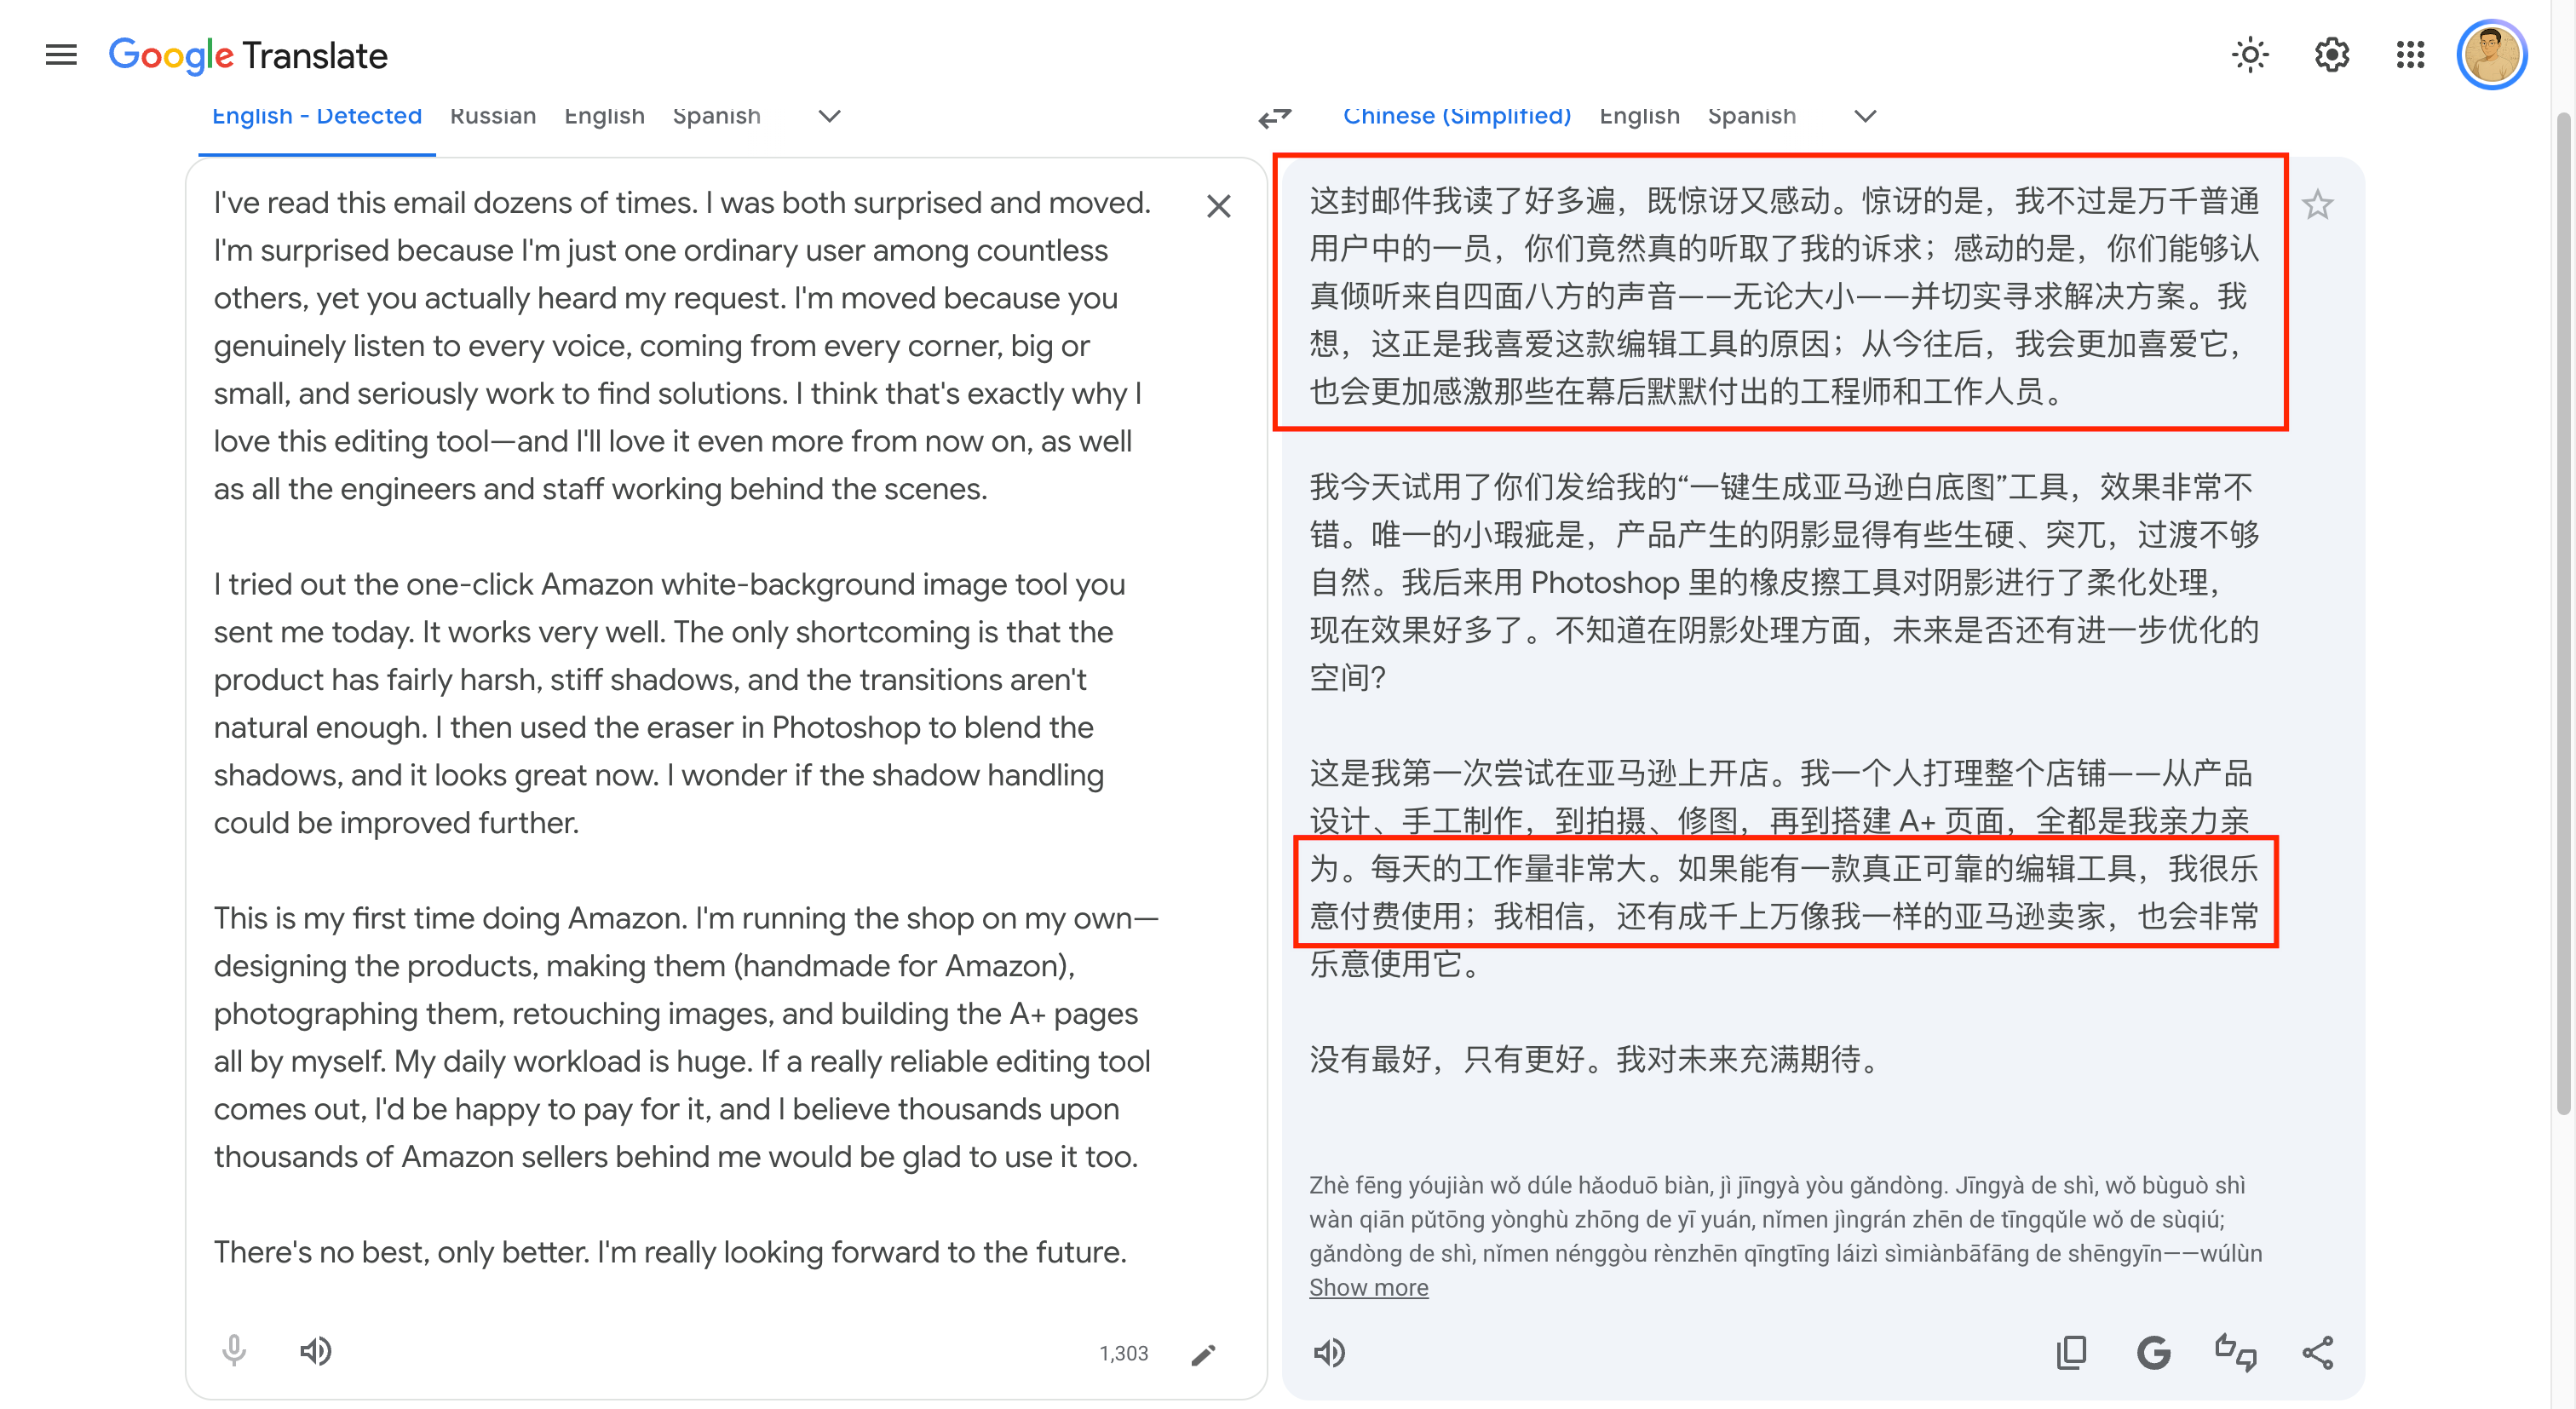 Google Translate
English - Detected Russian English Spanish
Chinese (Simplified) English Spanish
I've read this email dozens of times. I was both surprised and moved.
I'm surprised because I'm just one ordinary user among countless
others, yet you actually heard my request. I'm moved because you
genuinely listen to every voice, coming from every corner, big or
small, and seriously work to find solutions. I think that's exactly why I
love this editing tool—and I'll love it even more from now on, as well
as all the engineers and staff working behind the scenes.
I tried out the one-click Amazon white-background image tool you
sent me today. It works very well. The only shortcoming is that the
product has fairly harsh, stiff shadows, and the transitions aren't
natural enough. I then used the eraser in Photoshop to blend the
shadows, and it looks great now. I wonder if the shadow handling
could be improved further.
This is my first time doing Amazon. I'm running the shop on my own—
designing the products, making them (handmade for Amazon),
photographing them, retouching images, and building the A+ pages
all by myself. My daily workload is huge. If a really reliable editing tool
comes out, I'd be happy to pay for it, and I believe thousands upon
thousands of Amazon sellers behind me would be glad to use it too.
There's no best, only better. I'm really looking forward to the future.
1,303
这封邮件我读了好多遍，既惊讶又感动。惊讶的是，我不过是万千普通
用户中的一员，你们竟然真的听取了我的诉求；感动的是，你们能够认
真倾听来自四面八方的声音——无论大小——并切实寻求解决方案。我
想，这正是我喜爱这款编辑工具的原因；从今往后，我会更加喜爱它，
也会更加感激那些在幕后默默付出的工程师和工作人员。
我今天试用了你们发给我的“一键生成亚马逊白底图”工具，效果非常不
错。唯一的小瑕疵是，产品产生的阴影显得有些生硬、突兀，过渡不够
自然。我后来用 Photoshop 里的橡皮擦工具对阴影进行了柔化处理，
现在效果好多了。不知道在阴影处理方面，未来是否还有进一步优化的
空间？
这是我第一次尝试在亚马逊上开店。我一个人打理整个店铺——从产品
设计、手工制作，到拍摄、修图，再到搭建 A+ 页面，全都是我亲力亲
为。每天的工作量非常大。如果能有一款真正可靠的编辑工具，我很乐
意付费使用；我相信，还有成千上万像我一样的亚马逊卖家，也会非常
乐意使用它。
没有最好，只有更好。我对未来充满期待。
Zhè fēng yóujiàn wǒ dúle hǎoduō biàn, jì jīngyà yòu gǎndòng. Jīngyà de shì, wǒ bùguò shì
wàn qiān pǔtōng yònghù zhōng de yī yuán, nǐmen jìngrán zhēn de tīngqǔle wǒ de sùqiú;
gǎndòng de shì, nǐmen nénggòu rènzhēn qīngtīng láizì sìmiànbāfāng de shēngyīn——wúlùn
Show more